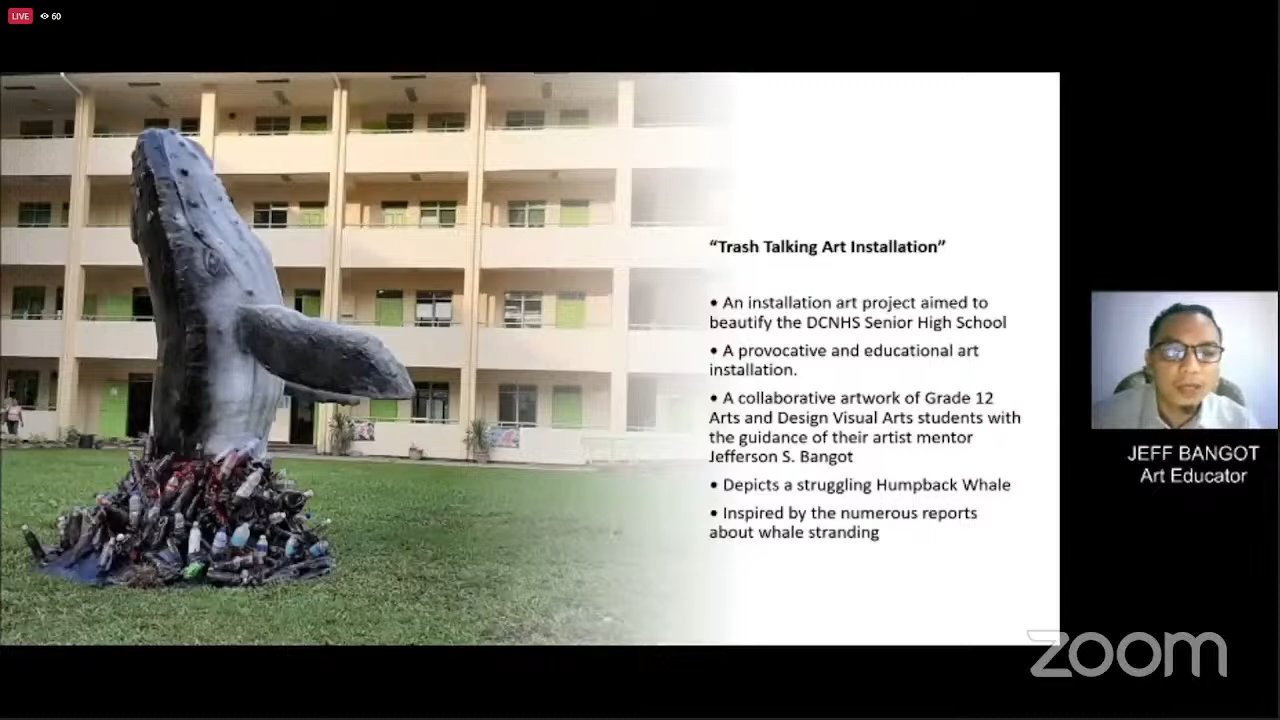 LIVE 60
“Trash Talking Art Installation”
• An installation art project aimed to
beautify the DCNHS Senior High School
• A provocative and educational art
installation.
• A collaborative artwork of Grade 12
Arts and Design Visual Arts students with
the guidance of their artist mentor
Jefferson S. Bangot
• Depicts a struggling Humpback Whale
• Inspired by the numerous reports
about whale stranding
JEFF BANGOT
Art Educator
zoom